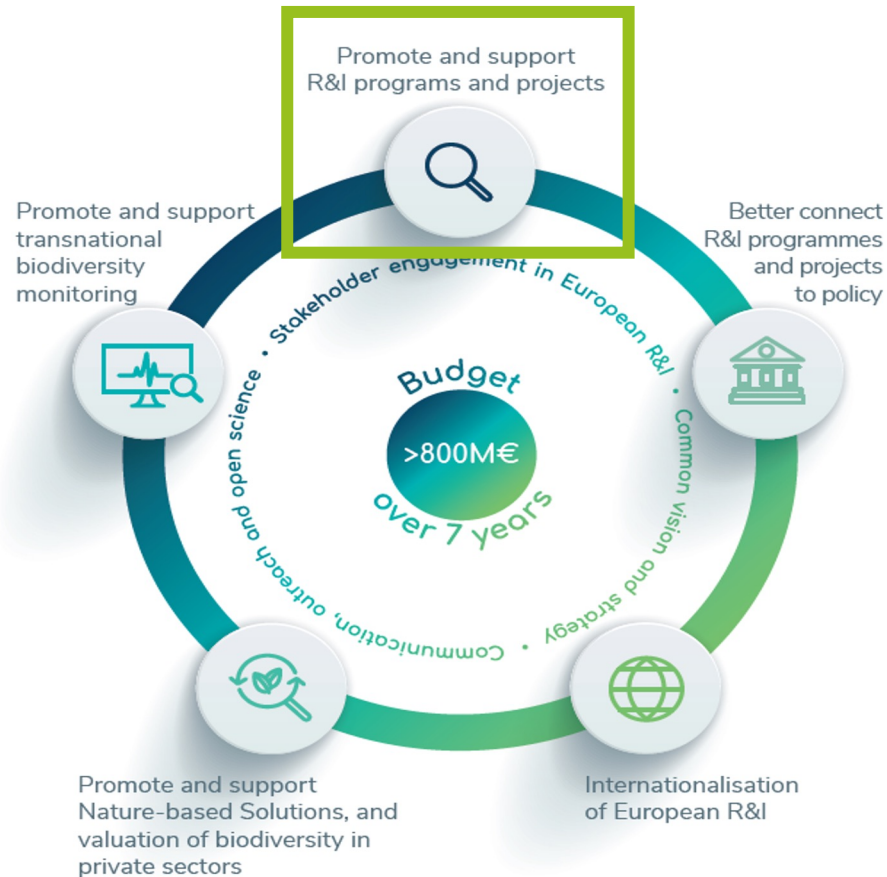 Promote and support
R&I programs and projects
Promote and support
transnational
biodiversity
monitoring
Better connect
R&I programmes
and projects
to policy
Stakeholder engagement in European R&I • Common vision and strategy • Communication, outreach and open science •
Budget
>800M€
over 7 years
Promote and support
Nature-based Solutions, and
valuation of biodiversity in
private sectors
Internationalisation
of European R&I